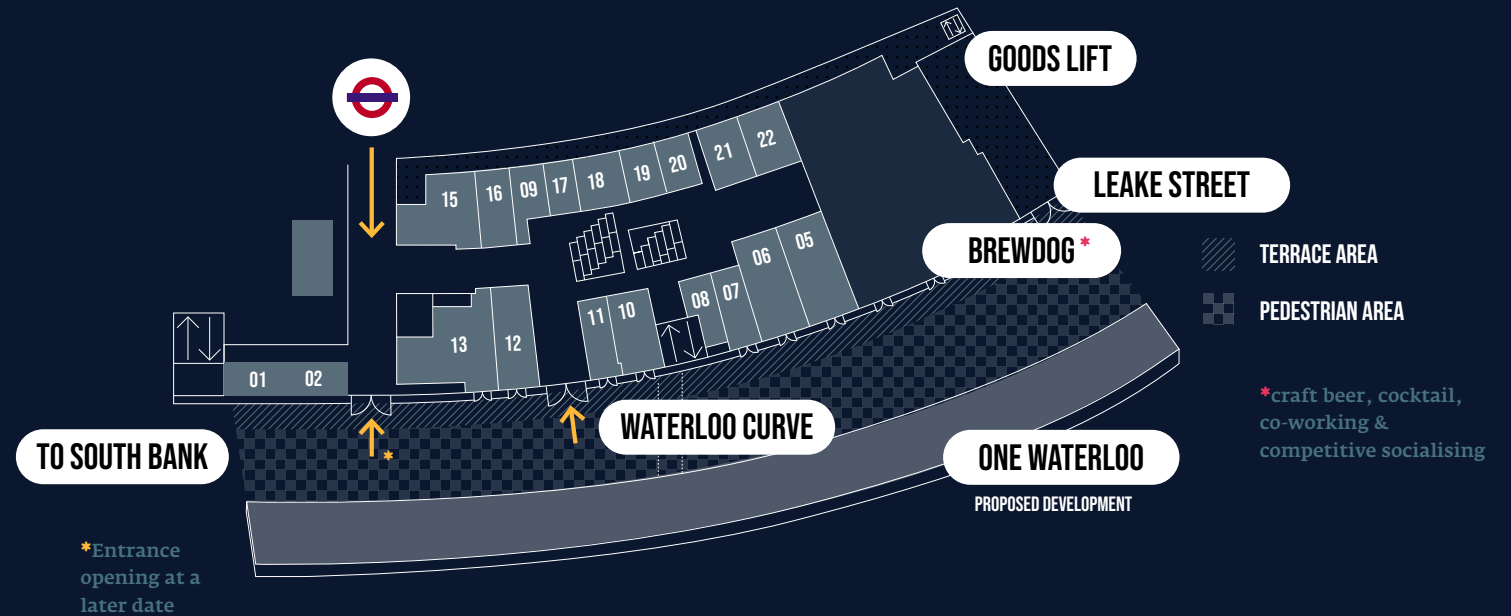 GOODS LIFT
LEAKE STREET
BREWDOG*
TERRACE AREA
PEDESTRIAN AREA
15
16
09
17
18
19
20
21
22
13
12
11
10
08
07
06
05
01
02
TO SOUTH BANK
*
WATERLOO CURVE
ONE WATERLOO
PROPOSED DEVELOPMENT
*craft beer, cocktail,
co-working &
competitive socialising
*Entrance
opening at a
later date